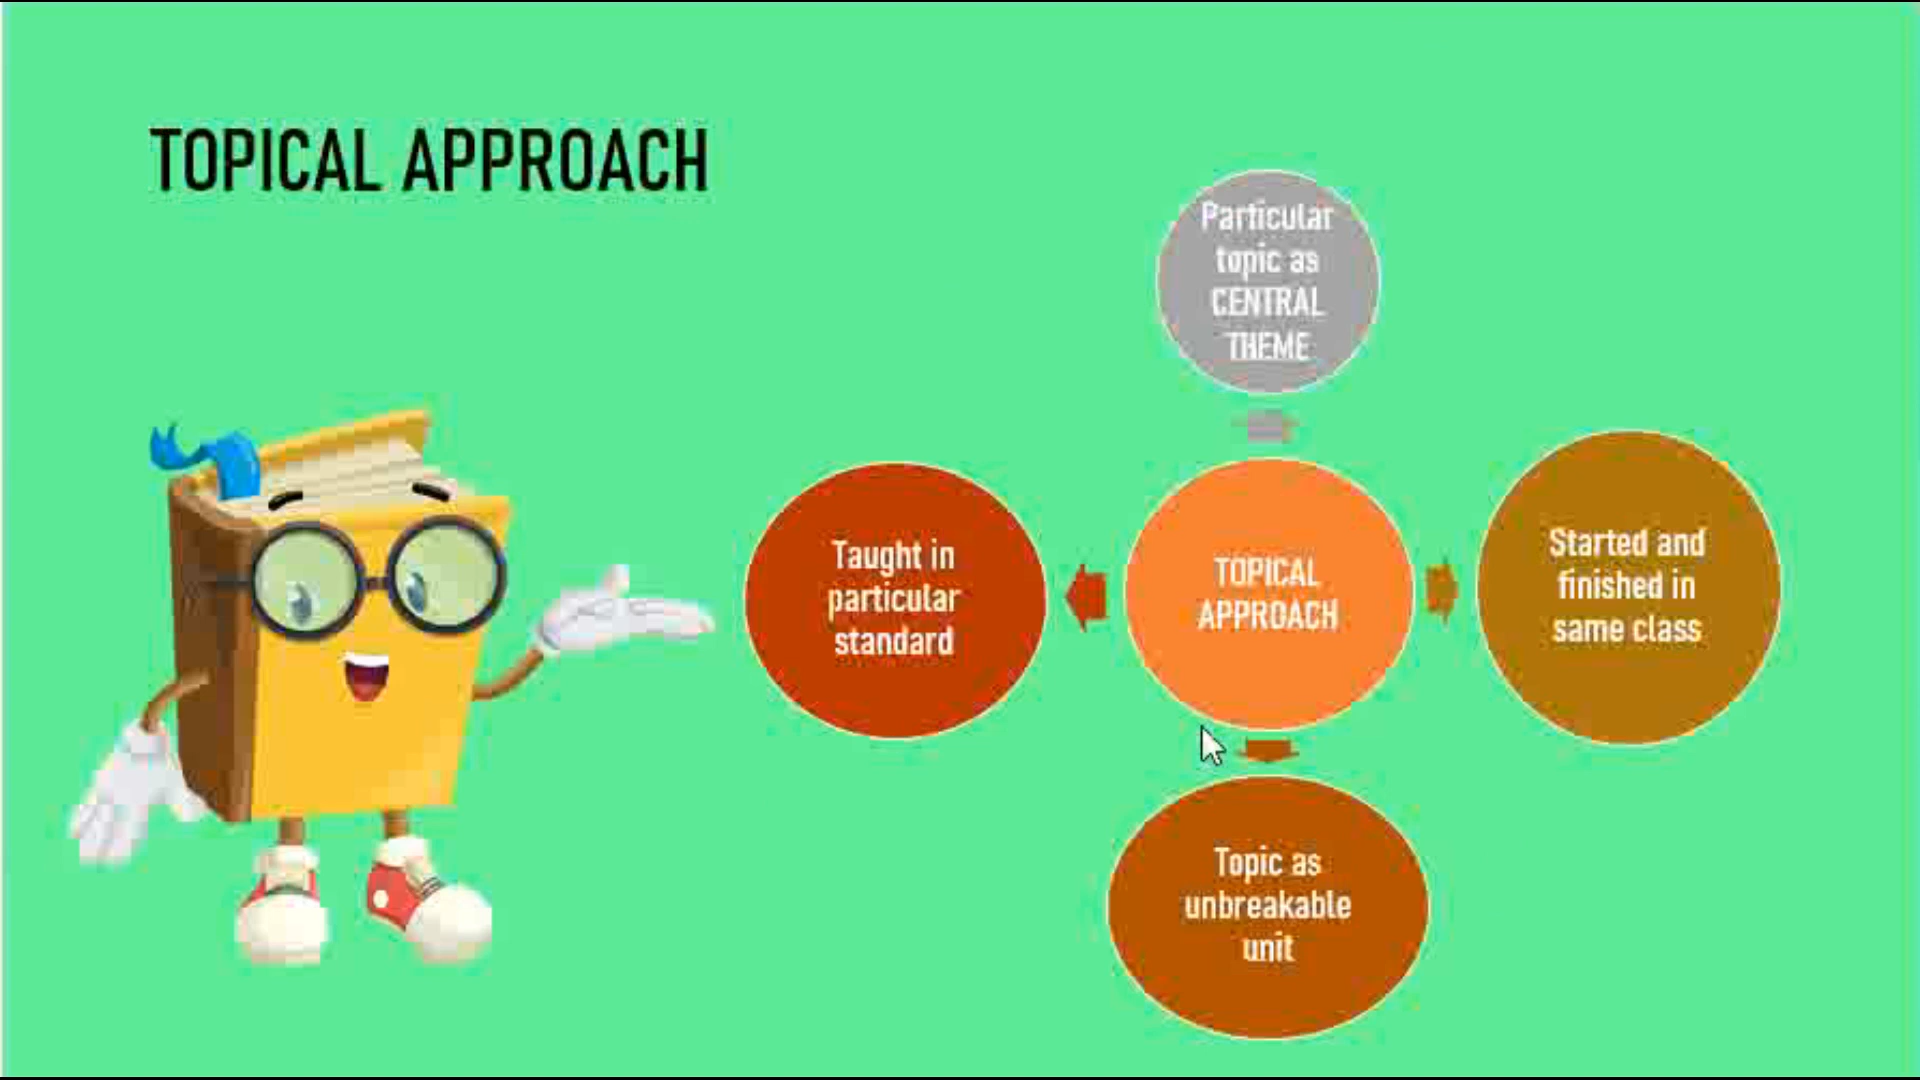 TOPICAL APPROACH
Particular
topic as
CENTRAL
THEME
Taught in
particular
standard
TOPICAL
APPROACH
Started and
finished in
same class
Topic as
unbreakable
unit